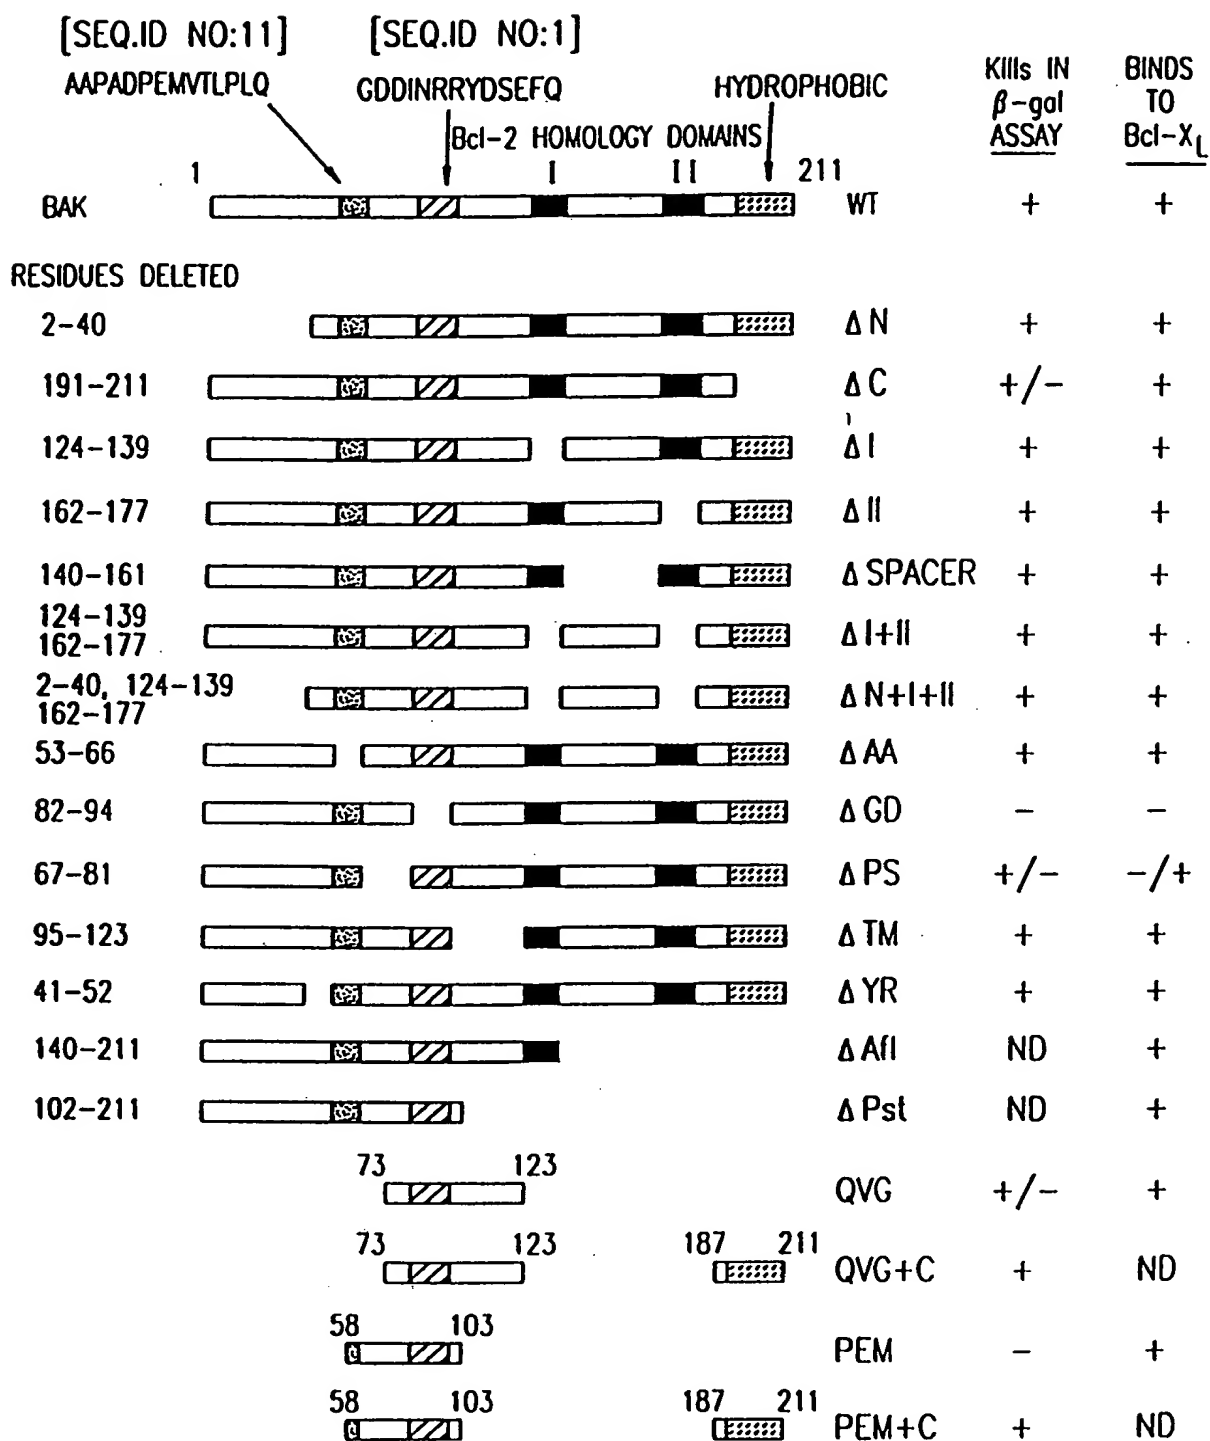 [SEQ.ID NO:11] [SEQ.ID NO:1]
AAPADPEMVTLPLQ GDDINRRYDSEFQ HYDROPHOBIC KIlls IN BINDS
β-gal TO
Bcl-2 HOMOLOGY DOMAINS ASSAY Bcl-XL
1 I II 211
BAK WT + +
RESIDUES DELETED
2-40 ΔN + +
191-211 ΔC +/- +
124-139 ΔI + +
162-177 ΔII + +
140-161 ΔSPACER + +
124-139
162-177 ΔI+II + +
2-40, 124-139
162-177 ΔN+I+II + +
53-66 ΔAA + +
82-94 ΔGD - -
67-81 ΔPS +/- -/+
95-123 ΔTM + +
41-52 ΔYR + +
140-211 ΔAfl ND +
102-211 ΔPst ND +
73 123
QVG +/- +
73 123 187 211
QVG+C + ND
58 103
PEM - +
58 103 187 211
PEM+C + ND